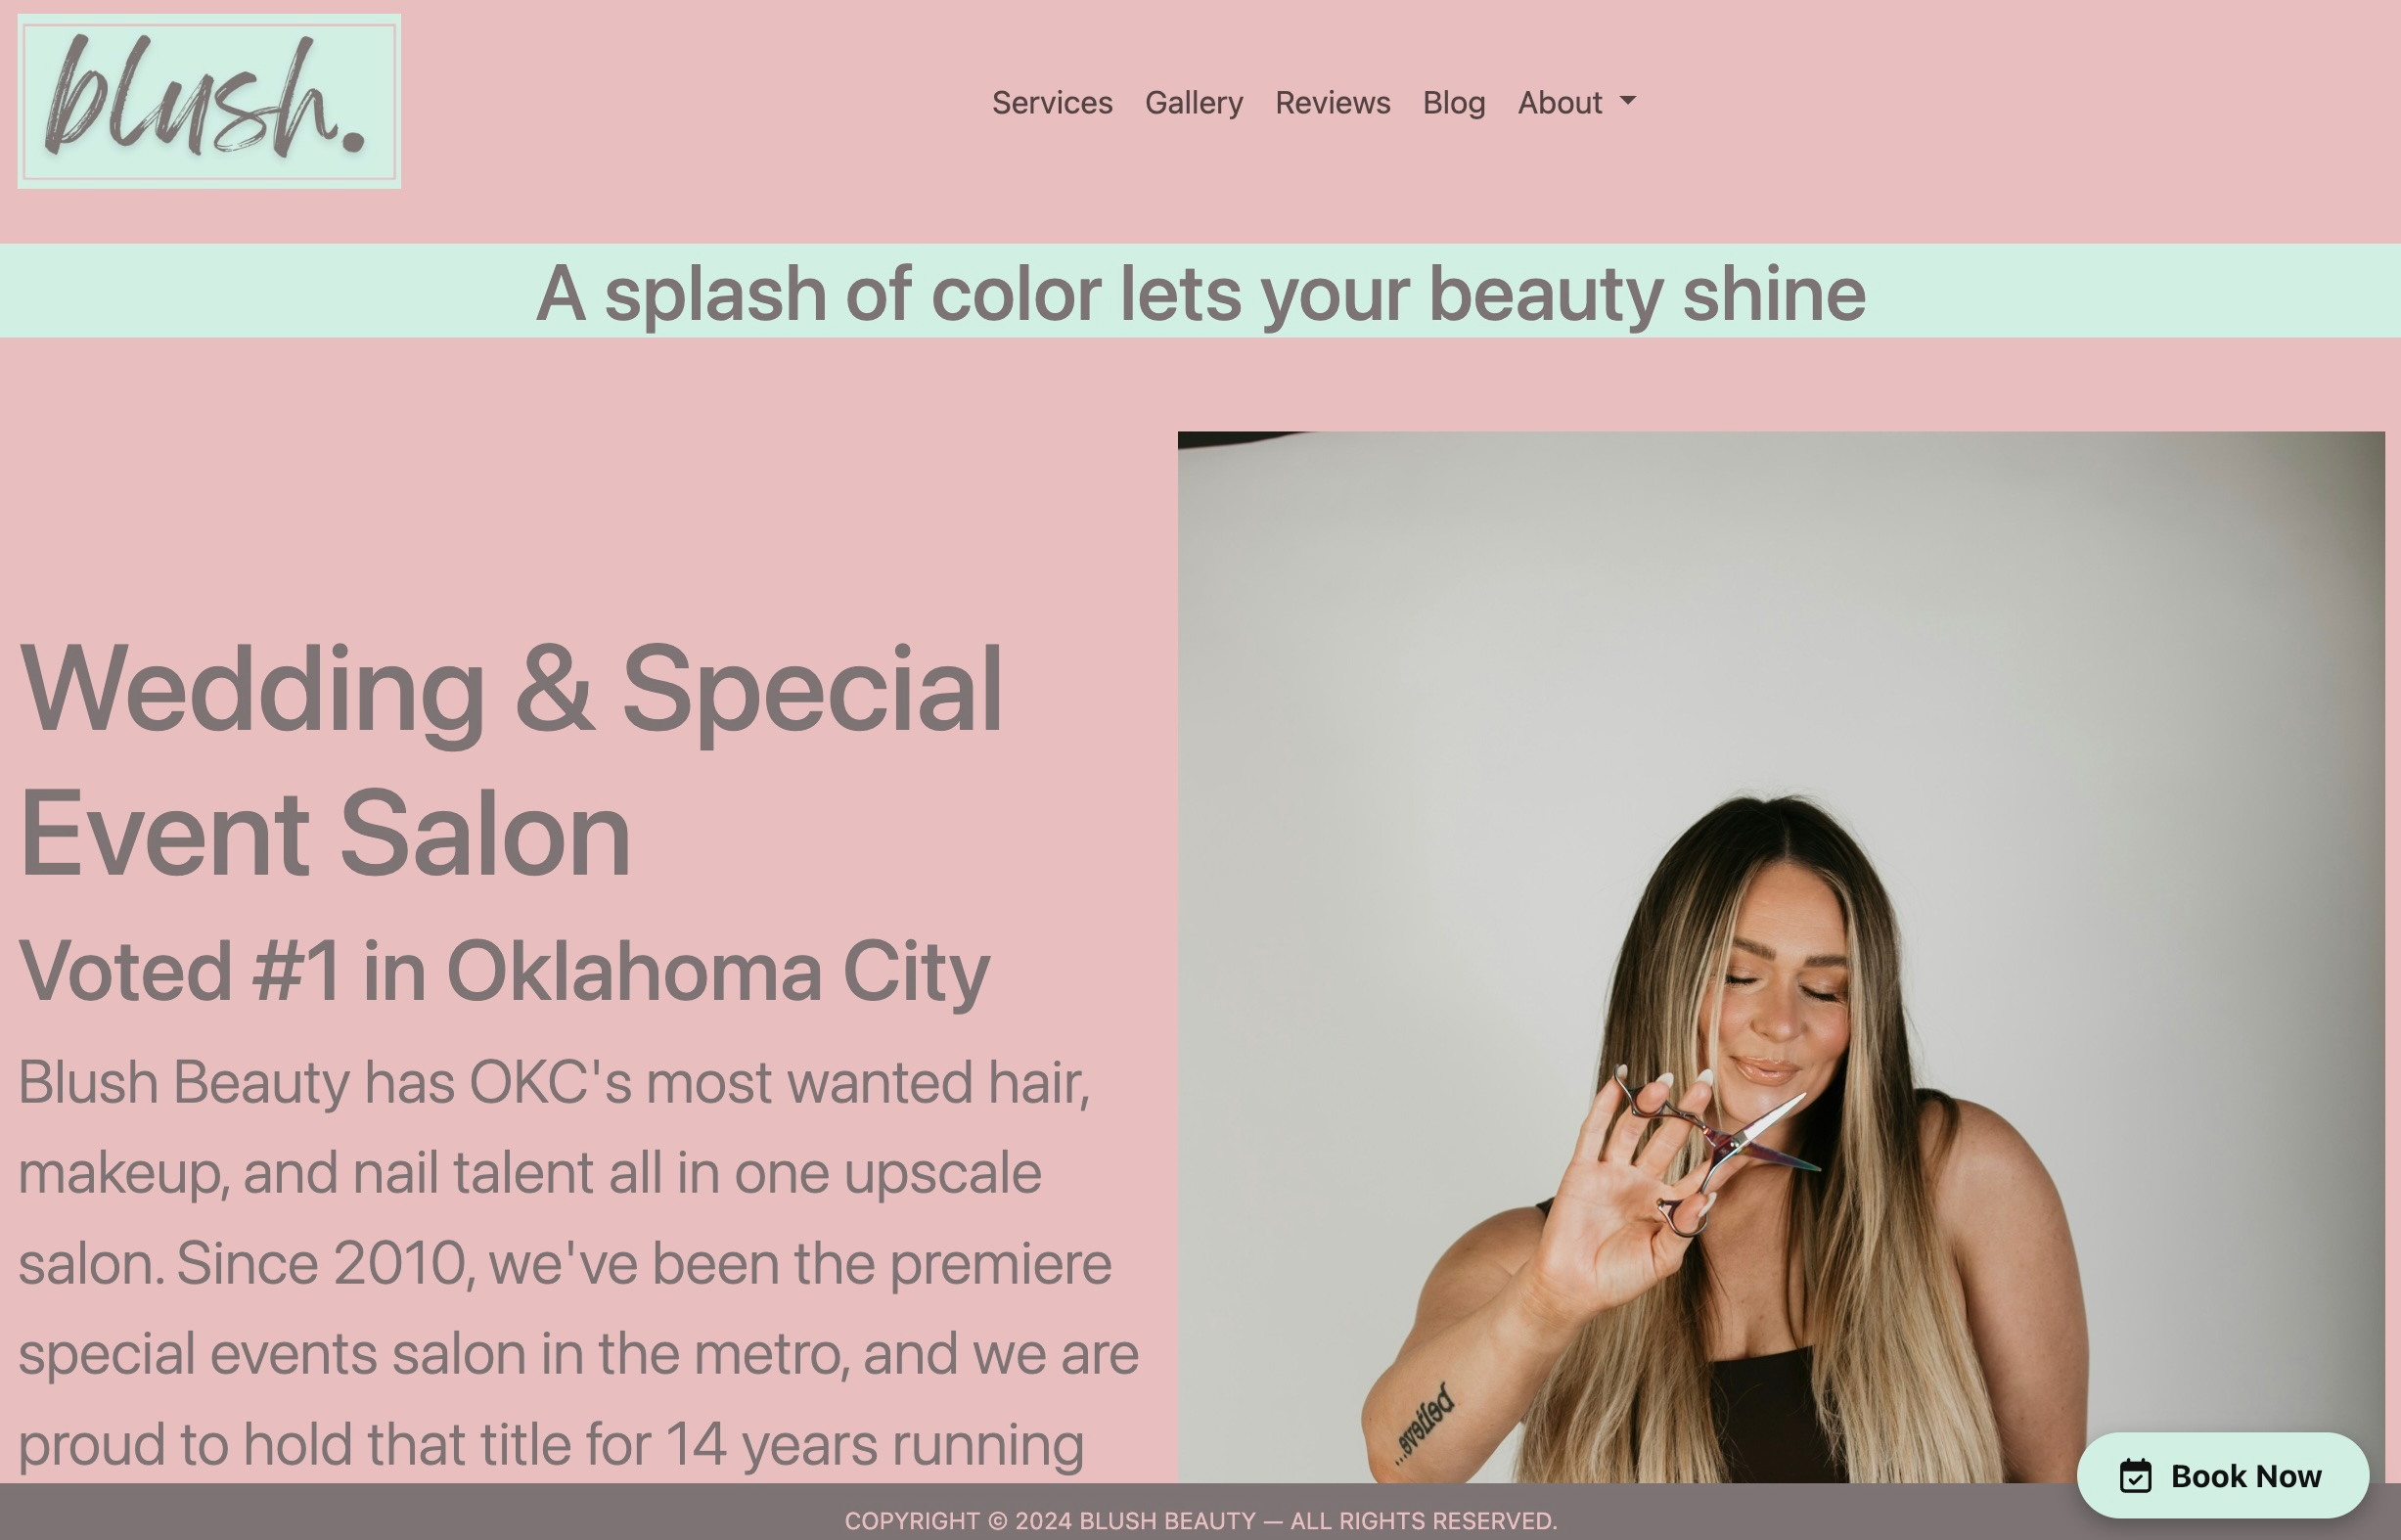 blush.
Services Gallery Reviews Blog About
A splash of color lets your beauty shine
Wedding & Special
Event Salon
Voted #1 in Oklahoma City
Blush Beauty has OKC's most wanted hair,
makeup, and nail talent all in one upscale
salon. Since 2010, we've been the premiere
special events salon in the metro, and we are
proud to hold that title for 14 years running
believe...
Book Now
COPYRIGHT © 2024 BLUSH BEAUTY — ALL RIGHTS RESERVED.